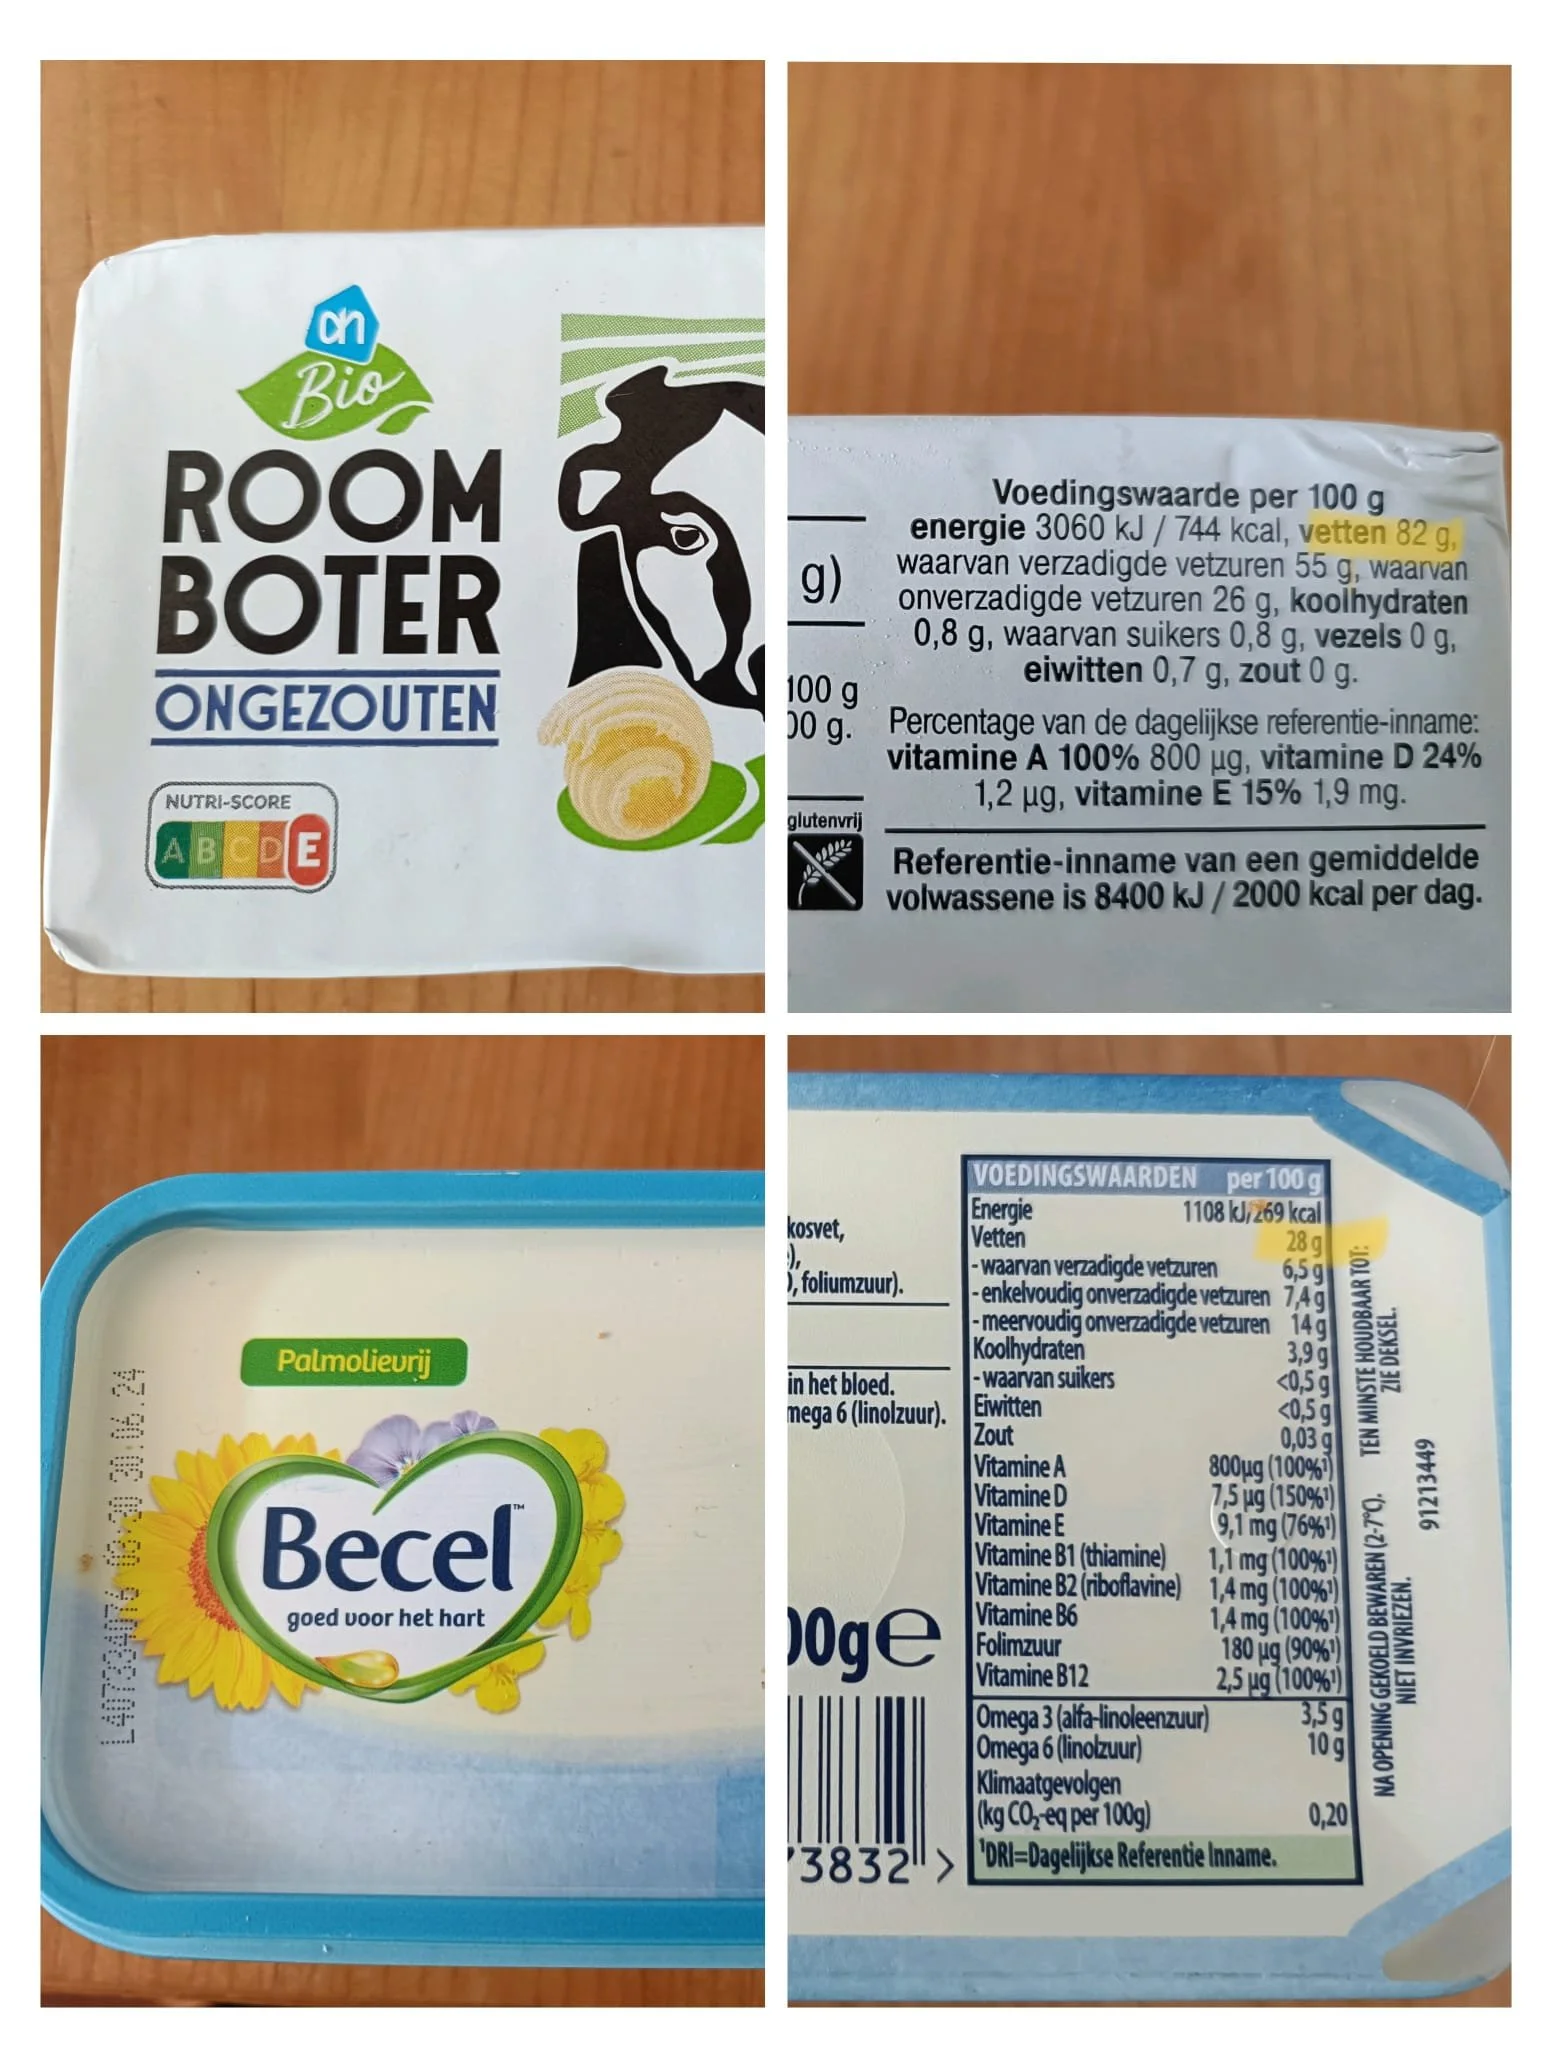 ah
Bio
ROOM
BOTER
ONGEZOUTEN
NUTRI-SCORE
A B C D E
g)
100 g
00 g.
glutenvrij
Voedingswaarde per 100 g
energie 3060 kJ / 744 kcal, vetten 82 g,
waarvan verzadigde vetzuren 55 g, waarvan
onverzadigde vetzuren 26 g, koolhydraten
0,8 g, waarvan suikers 0,8 g, vezels 0 g,
eiwitten 0,7 g, zout 0 g.
Percentage van de dagelijkse referentie-inname:
vitamine A 100% 800 µg, vitamine D 24%
1,2 µg, vitamine E 15% 1,9 mg.
Referentie-inname van een gemiddelde
volwassene is 8400 kJ / 2000 kcal per dag.
Palmolievrij
Becel™
goed voor het hart
30.06.24
kosvet,
),
, foliumzuur).
in het bloed.
mega 6 (linolzuur).
00g e
73832 >
VOEDINGSWAARDEN per 100 g
Energie 1108 kJ/269 kcal
Vetten 28 g
- waarvan verzadigde vetzuren 6,5 g
- enkelvoudig onverzadigde vetzuren 7,4 g
- meervoudig onverzadigde vetzuren 14 g
Koolhydraten 3,9 g
- waarvan suikers <0,5 g
Eiwitten <0,5 g
Zout 0,03 g
Vitamine A 800µg (100%¹)
Vitamine D 7,5 µg (150%¹)
Vitamine E 9,1 mg (76%¹)
Vitamine B1 (thiamine) 1,1 mg (100%¹)
Vitamine B2 (riboflavine) 1,4 mg (100%¹)
Vitamine B6 1,4 mg (100%¹)
Folimzuur 180 µg (90%¹)
Vitamine B12 2,5 µg (100%¹)
Omega 3 (alfa-linoleenzuur) 3,5 g
Omega 6 (linolzuur) 10 g
Klimaatgevolgen
(kg CO₂-eq per 100g) 0,20
¹DRI=Dagelijkse Referentie Inname.
NA OPENING GEKOELD BEWAREN (2-7°C). TEN MINSTE HOUDBAAR TOT:
NIET INVRIEZEN. ZIE DEKSEL.
91213449